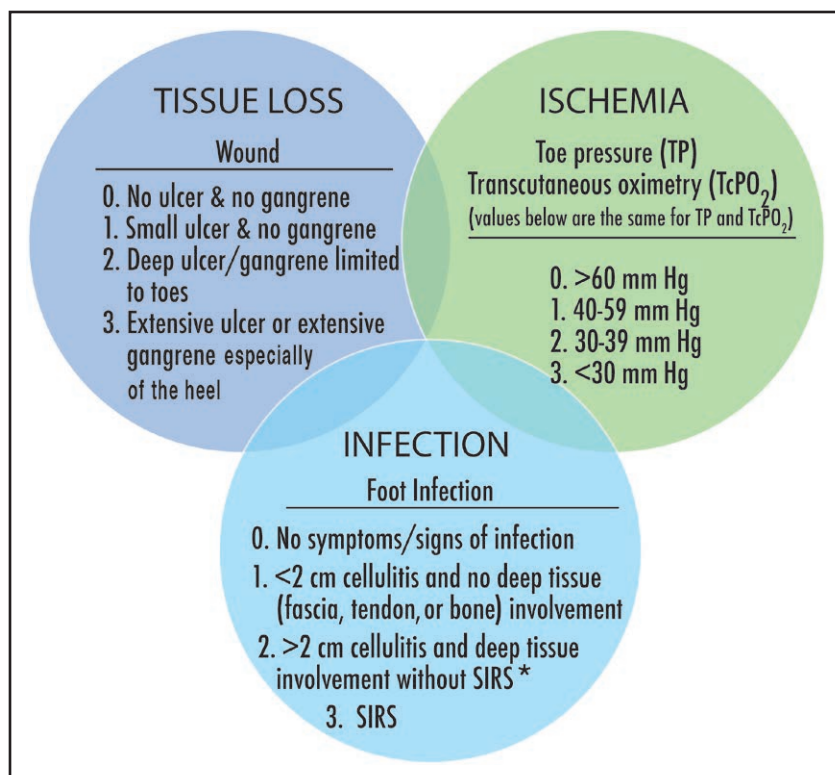 TISSUE LOSS
Wound
0. No ulcer & no gangrene
1. Small ulcer & no gangrene
2. Deep ulcer/gangrene limited
to toes
3. Extensive ulcer or extensive
gangrene especially
of the heel
ISCHEMIA
Toe pressure (TP)
Transcutaneous oximetry (TcPO₂)
(values below are the same for TP and TcPO₂)
0. >60 mm Hg
1. 40-59 mm Hg
2. 30-39 mm Hg
3. <30 mm Hg
INFECTION
Foot Infection
0. No symptoms/signs of infection
1. <2 cm cellulitis and no deep tissue
(fascia, tendon, or bone) involvement
2. >2 cm cellulitis and deep tissue
involvement without SIRS *
3. SIRS